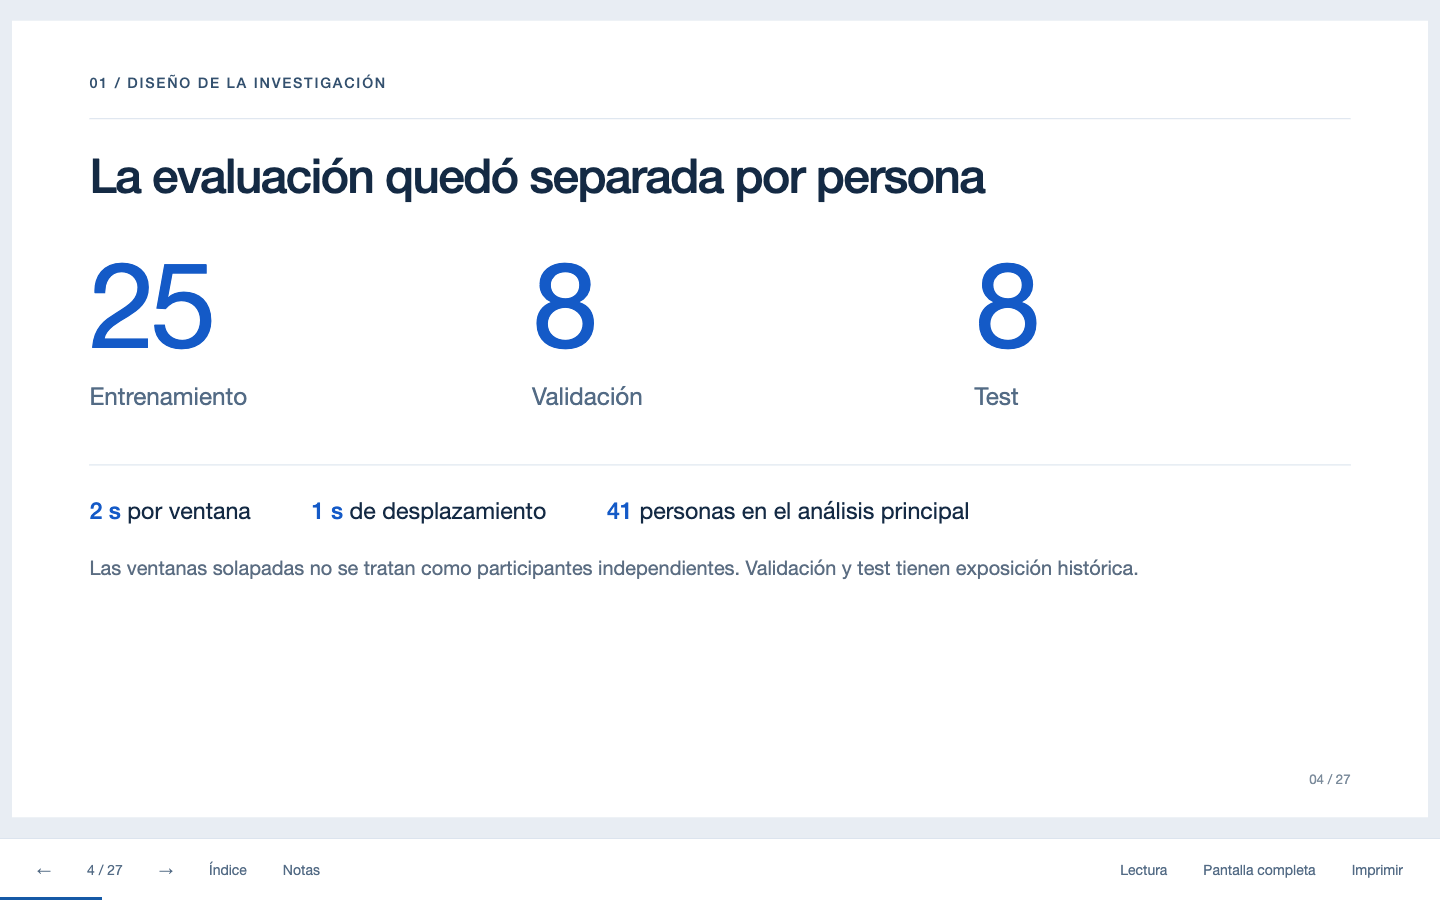 01 / DISEÑO DE LA INVESTIGACIÓN
La evaluación quedó separada por persona
25
8
8
Entrenamiento
Validación
Test
2 s por ventana
1 s de desplazamiento
41 personas en el análisis principal
Las ventanas solapadas no se tratan como participantes independientes. Validación y test tienen exposición histórica.
04 / 27
← 4 / 27 → Índice Notas
Lectura Pantalla completa Imprimir